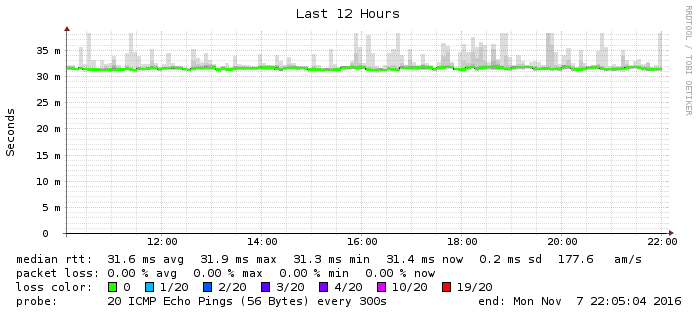 Last 12 Hours
RRDTOOL / TOBI OETIKER
Seconds
35 m
30 m
25 m
20 m
15 m
10 m
5 m
0
12:00 14:00 16:00 18:00 20:00 22:00
median rtt: 31.6 ms avg 31.9 ms max 31.3 ms min 31.4 ms now 0.2 ms sd 177.6 am/s
packet loss: 0.00 % avg 0.00 % max 0.00 % min 0.00 % now
loss color: 0 1/20 2/20 3/20 4/20 10/20 19/20
probe: 20 ICMP Echo Pings (56 Bytes) every 300s end: Mon Nov 7 22:05:04 2016